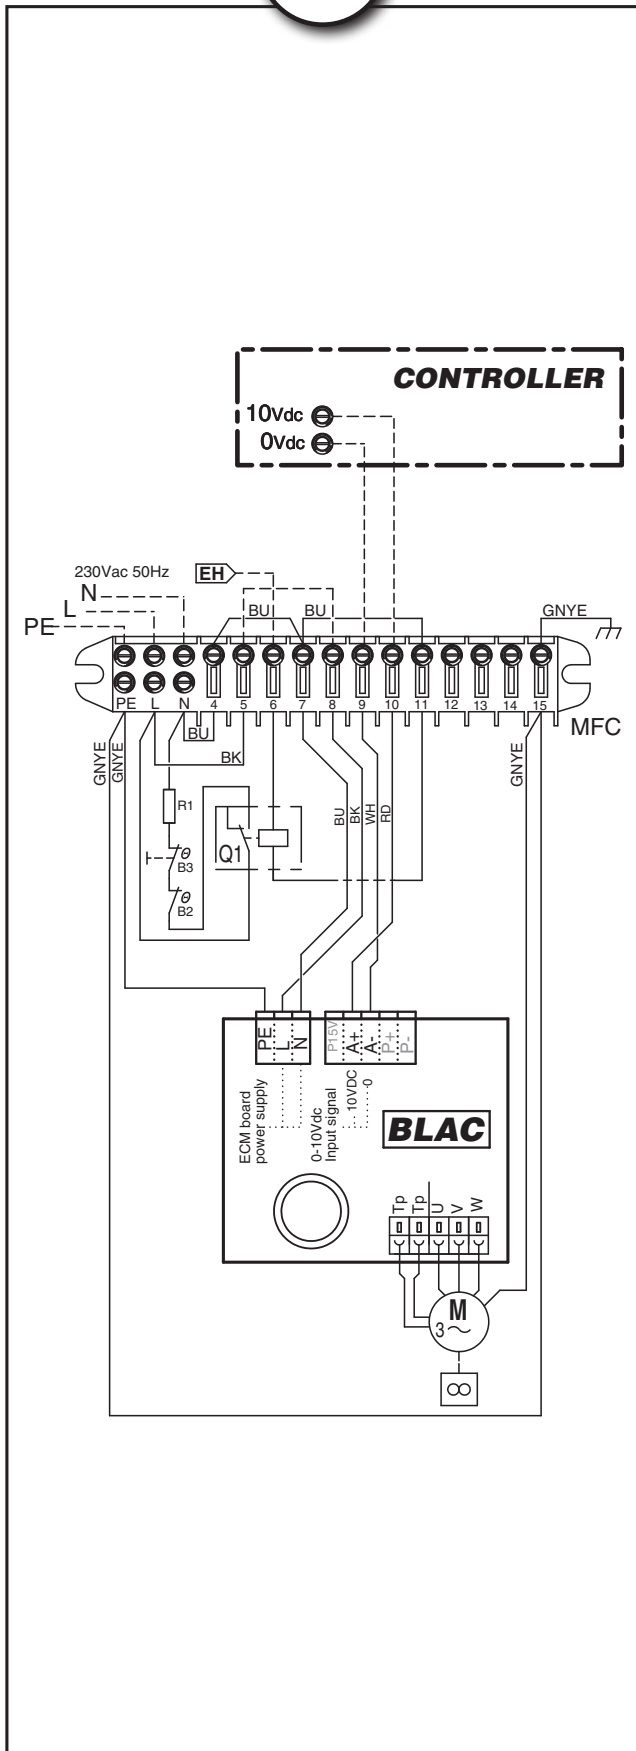 CONTROLLER
10Vdc
0Vdc
230Vac 50Hz
EH
N
L
PE
BU
BU
GNYE
PE L N 4 5 6 7 8 9 10 11 12 13 14 15
MFC
BU
BK
GNYE
GNYE
GNYE
BU
BK
WH
RD
R1
Q1
B3
B2
PE
L
N
P15V
A+
A-
P+
P-
ECM board
power supply
0-10Vdc
Input signal
10VDC
0
BLAC
Tp
Tp
U
V
W
M
3